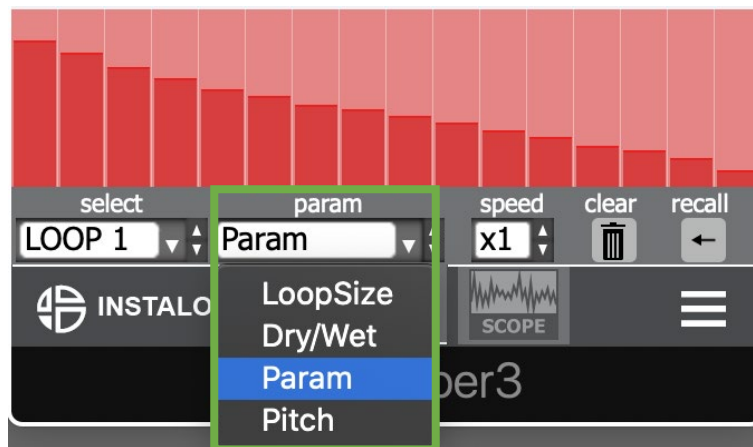 select param speed clear recall
LOOP 1 Param x1
INSTALO
SCOPE
LoopSize
Dry/Wet
Param
Pitch
per3